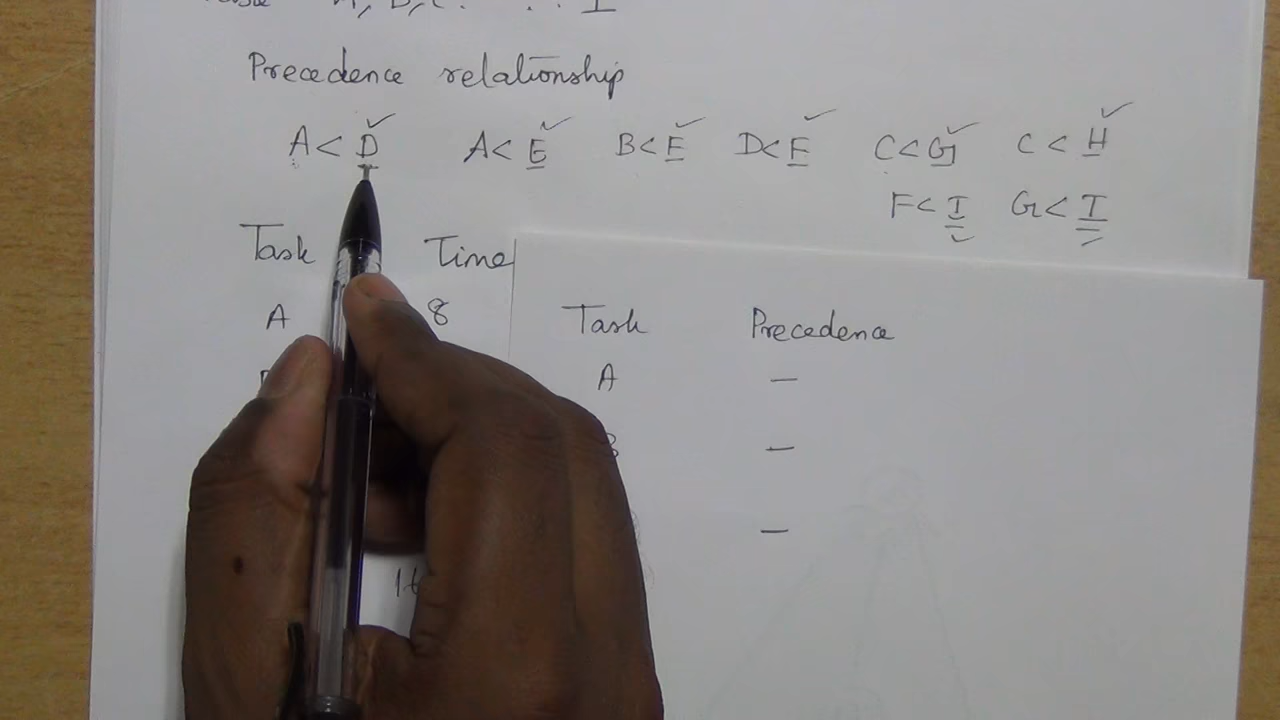 A, B, C . . . I
Precedence relationship
A < D ✓ A < E ✓ B < E ✓ D < F ✓ C < G ✓ C < H ✓
F < I ✓ G < I
Task Time
A 8
Task Precedence
A —
—
—